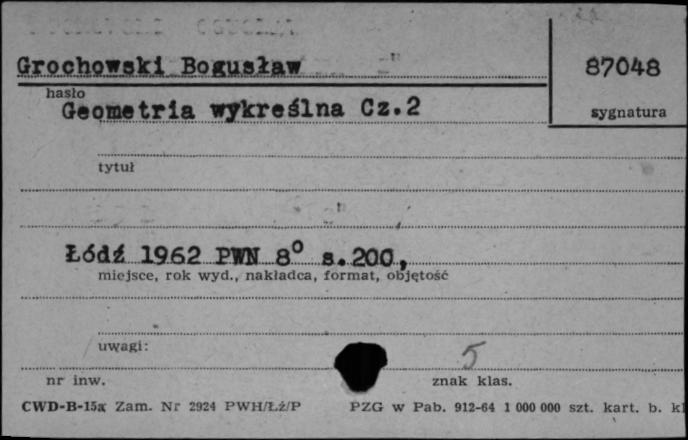 Grochowski Bogusław
87048
hasło
sygnatura
Geometria wykreślna Cz.2
tytuł
Łódź 1962 PWN 8° s.200,
miejsce, rok wyd., nakładca, format, objętość
uwagi:
5
nr inw.
znak klas.
CWD-B-15a Zam. Nr 2924 PWH/Łż/P
PZG w Pab. 912-64 1 000 000 szt. kart. b. kl